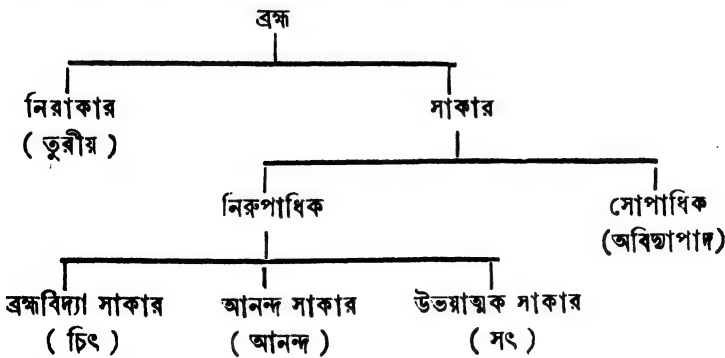 ব্রহ্ম
নিরাকার সাকার
( তুরীয় )
নিরুপাধিক সোপাধিক
(অবিদ্যাপাদ)
ব্রহ্মবিদ্যা সাকার আনন্দ সাকার উভয়াত্মক সাকার
( চিৎ ) ( আনন্দ ) ( সৎ )